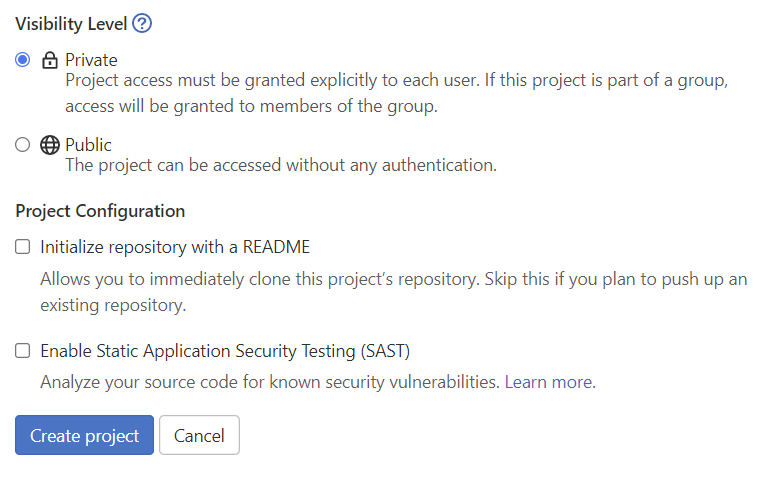 Visibility Level
Private
Project access must be granted explicitly to each user. If this project is part of a group,
access will be granted to members of the group.
Public
The project can be accessed without any authentication.
Project Configuration
Initialize repository with a README
Allows you to immediately clone this project’s repository. Skip this if you plan to push up an
existing repository.
Enable Static Application Security Testing (SAST)
Analyze your source code for known security vulnerabilities. Learn more.
Create project
Cancel